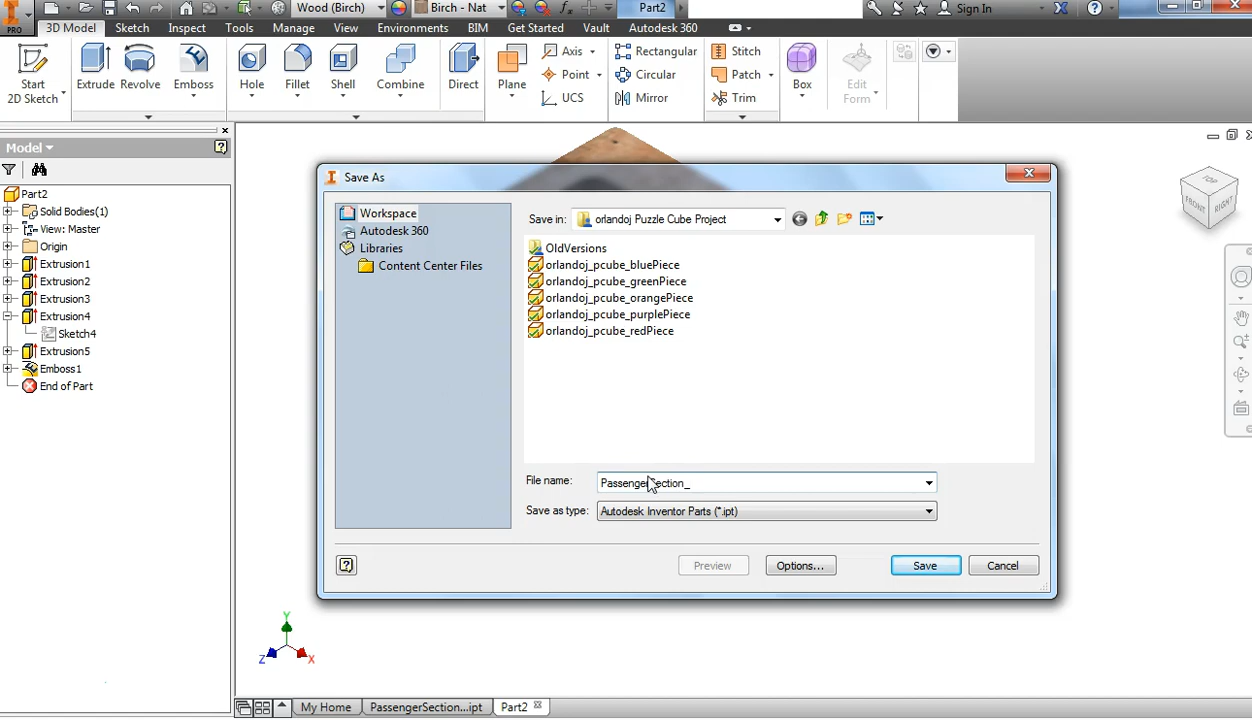 Wood (Birch)
Birch - Nat
Part2
Sign In
PRO
3D Model
Sketch
Inspect
Tools
Manage
View
Environments
BIM
Get Started
Vault
Autodesk 360
Start
2D Sketch
Extrude
Revolve
Emboss
Hole
Fillet
Shell
Combine
Direct
Plane
Axis
Point
UCS
Rectangular
Circular
Mirror
Stitch
Patch
Trim
Box
Edit
Form
Model
Part2
Solid Bodies(1)
View: Master
Origin
Extrusion1
Extrusion2
Extrusion3
Extrusion4
Sketch4
Extrusion5
Emboss1
End of Part
Save As
Workspace
Autodesk 360
Libraries
Content Center Files
Save in:
orlandoj Puzzle Cube Project
OldVersions
orlandoj_pcube_bluePiece
orlandoj_pcube_greenPiece
orlandoj_pcube_orangePiece
orlandoj_pcube_purplePiece
orlandoj_pcube_redPiece
File name:
PassengerSection_
Save as type:
Autodesk Inventor Parts (*.ipt)
Preview
Options...
Save
Cancel
TOP
FRONT
RIGHT
Y
Z
X
My Home
PassengerSection...ipt
Part2